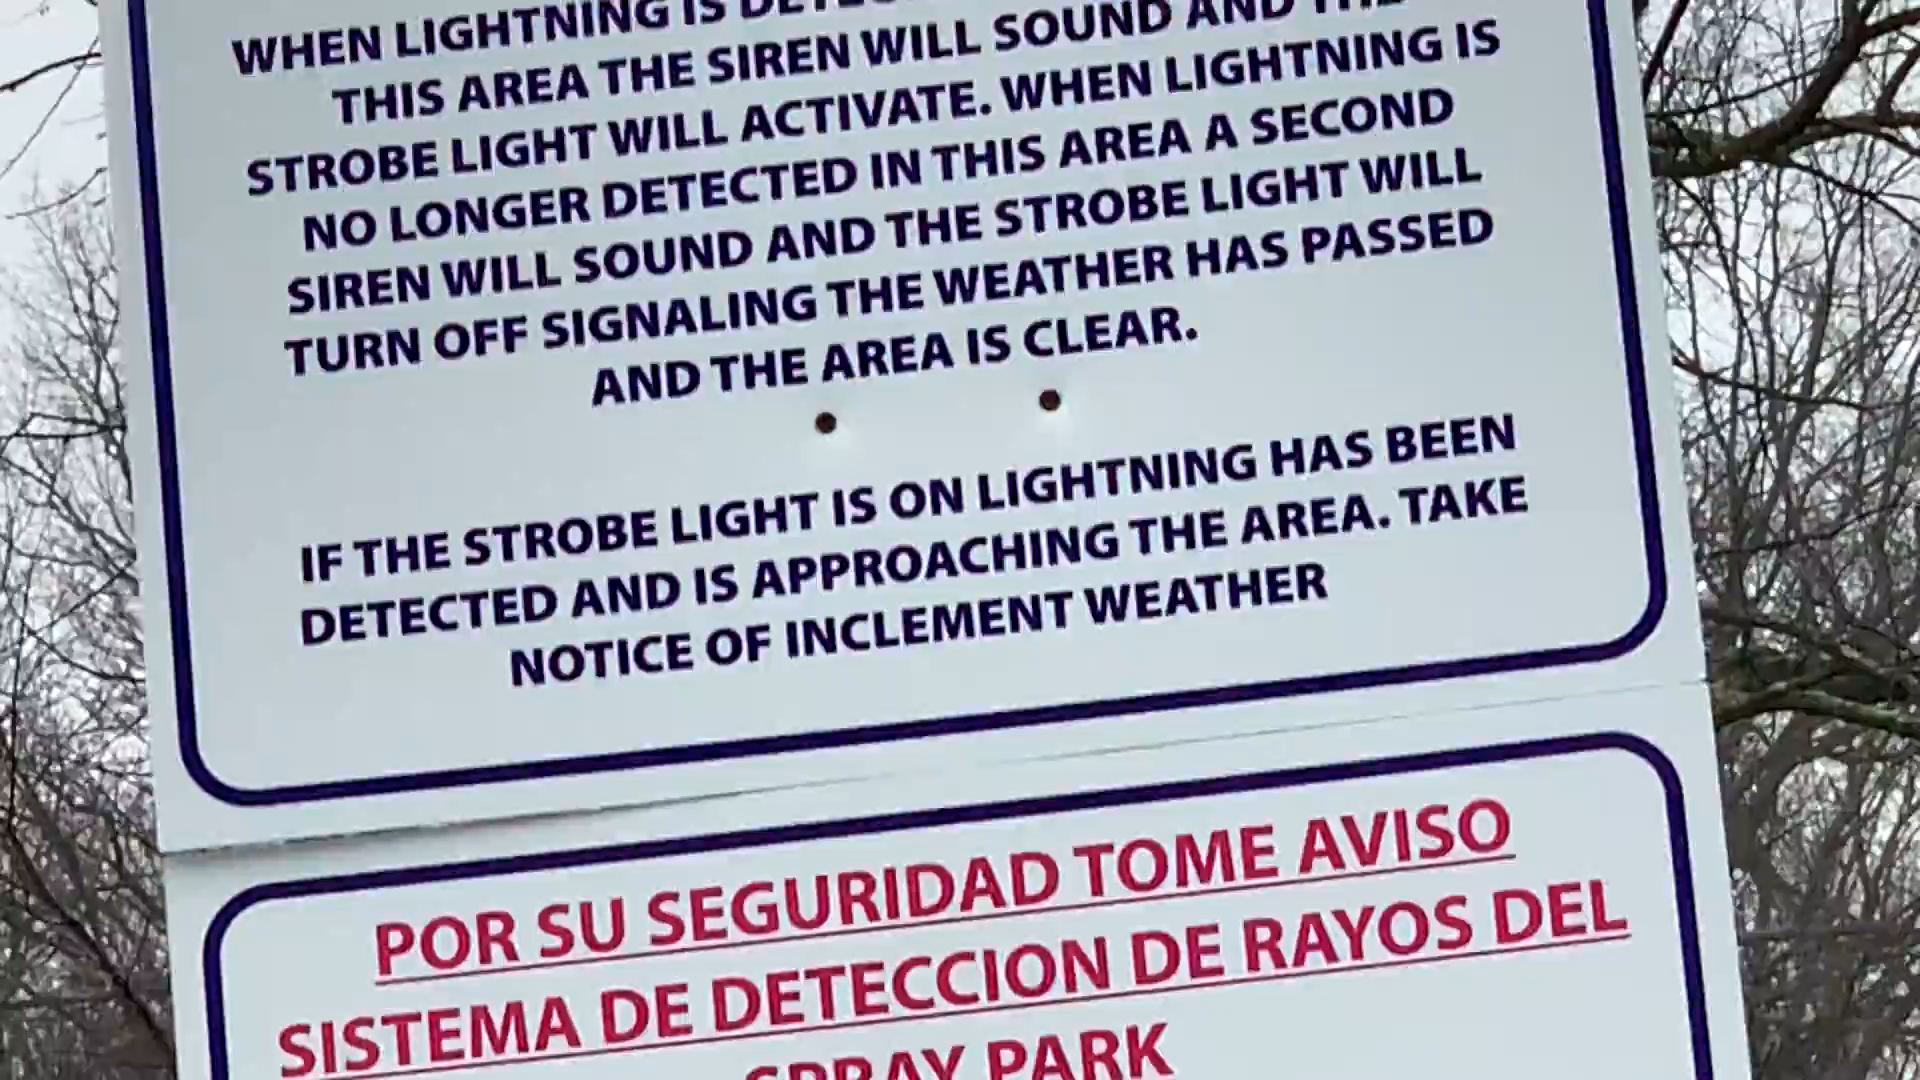 WHEN LIGHTNING IS
THIS AREA THE SIREN WILL SOUND AND THE
STROBE LIGHT WILL ACTIVATE. WHEN LIGHTNING IS
NO LONGER DETECTED IN THIS AREA A SECOND
SIREN WILL SOUND AND THE STROBE LIGHT WILL
TURN OFF SIGNALING THE WEATHER HAS PASSED
AND THE AREA IS CLEAR.
IF THE STROBE LIGHT IS ON LIGHTNING HAS BEEN
DETECTED AND IS APPROACHING THE AREA. TAKE
NOTICE OF INCLEMENT WEATHER
POR SU SEGURIDAD TOME AVISO
SISTEMA DE DETECCION DE RAYOS DEL
SPRAY PARK